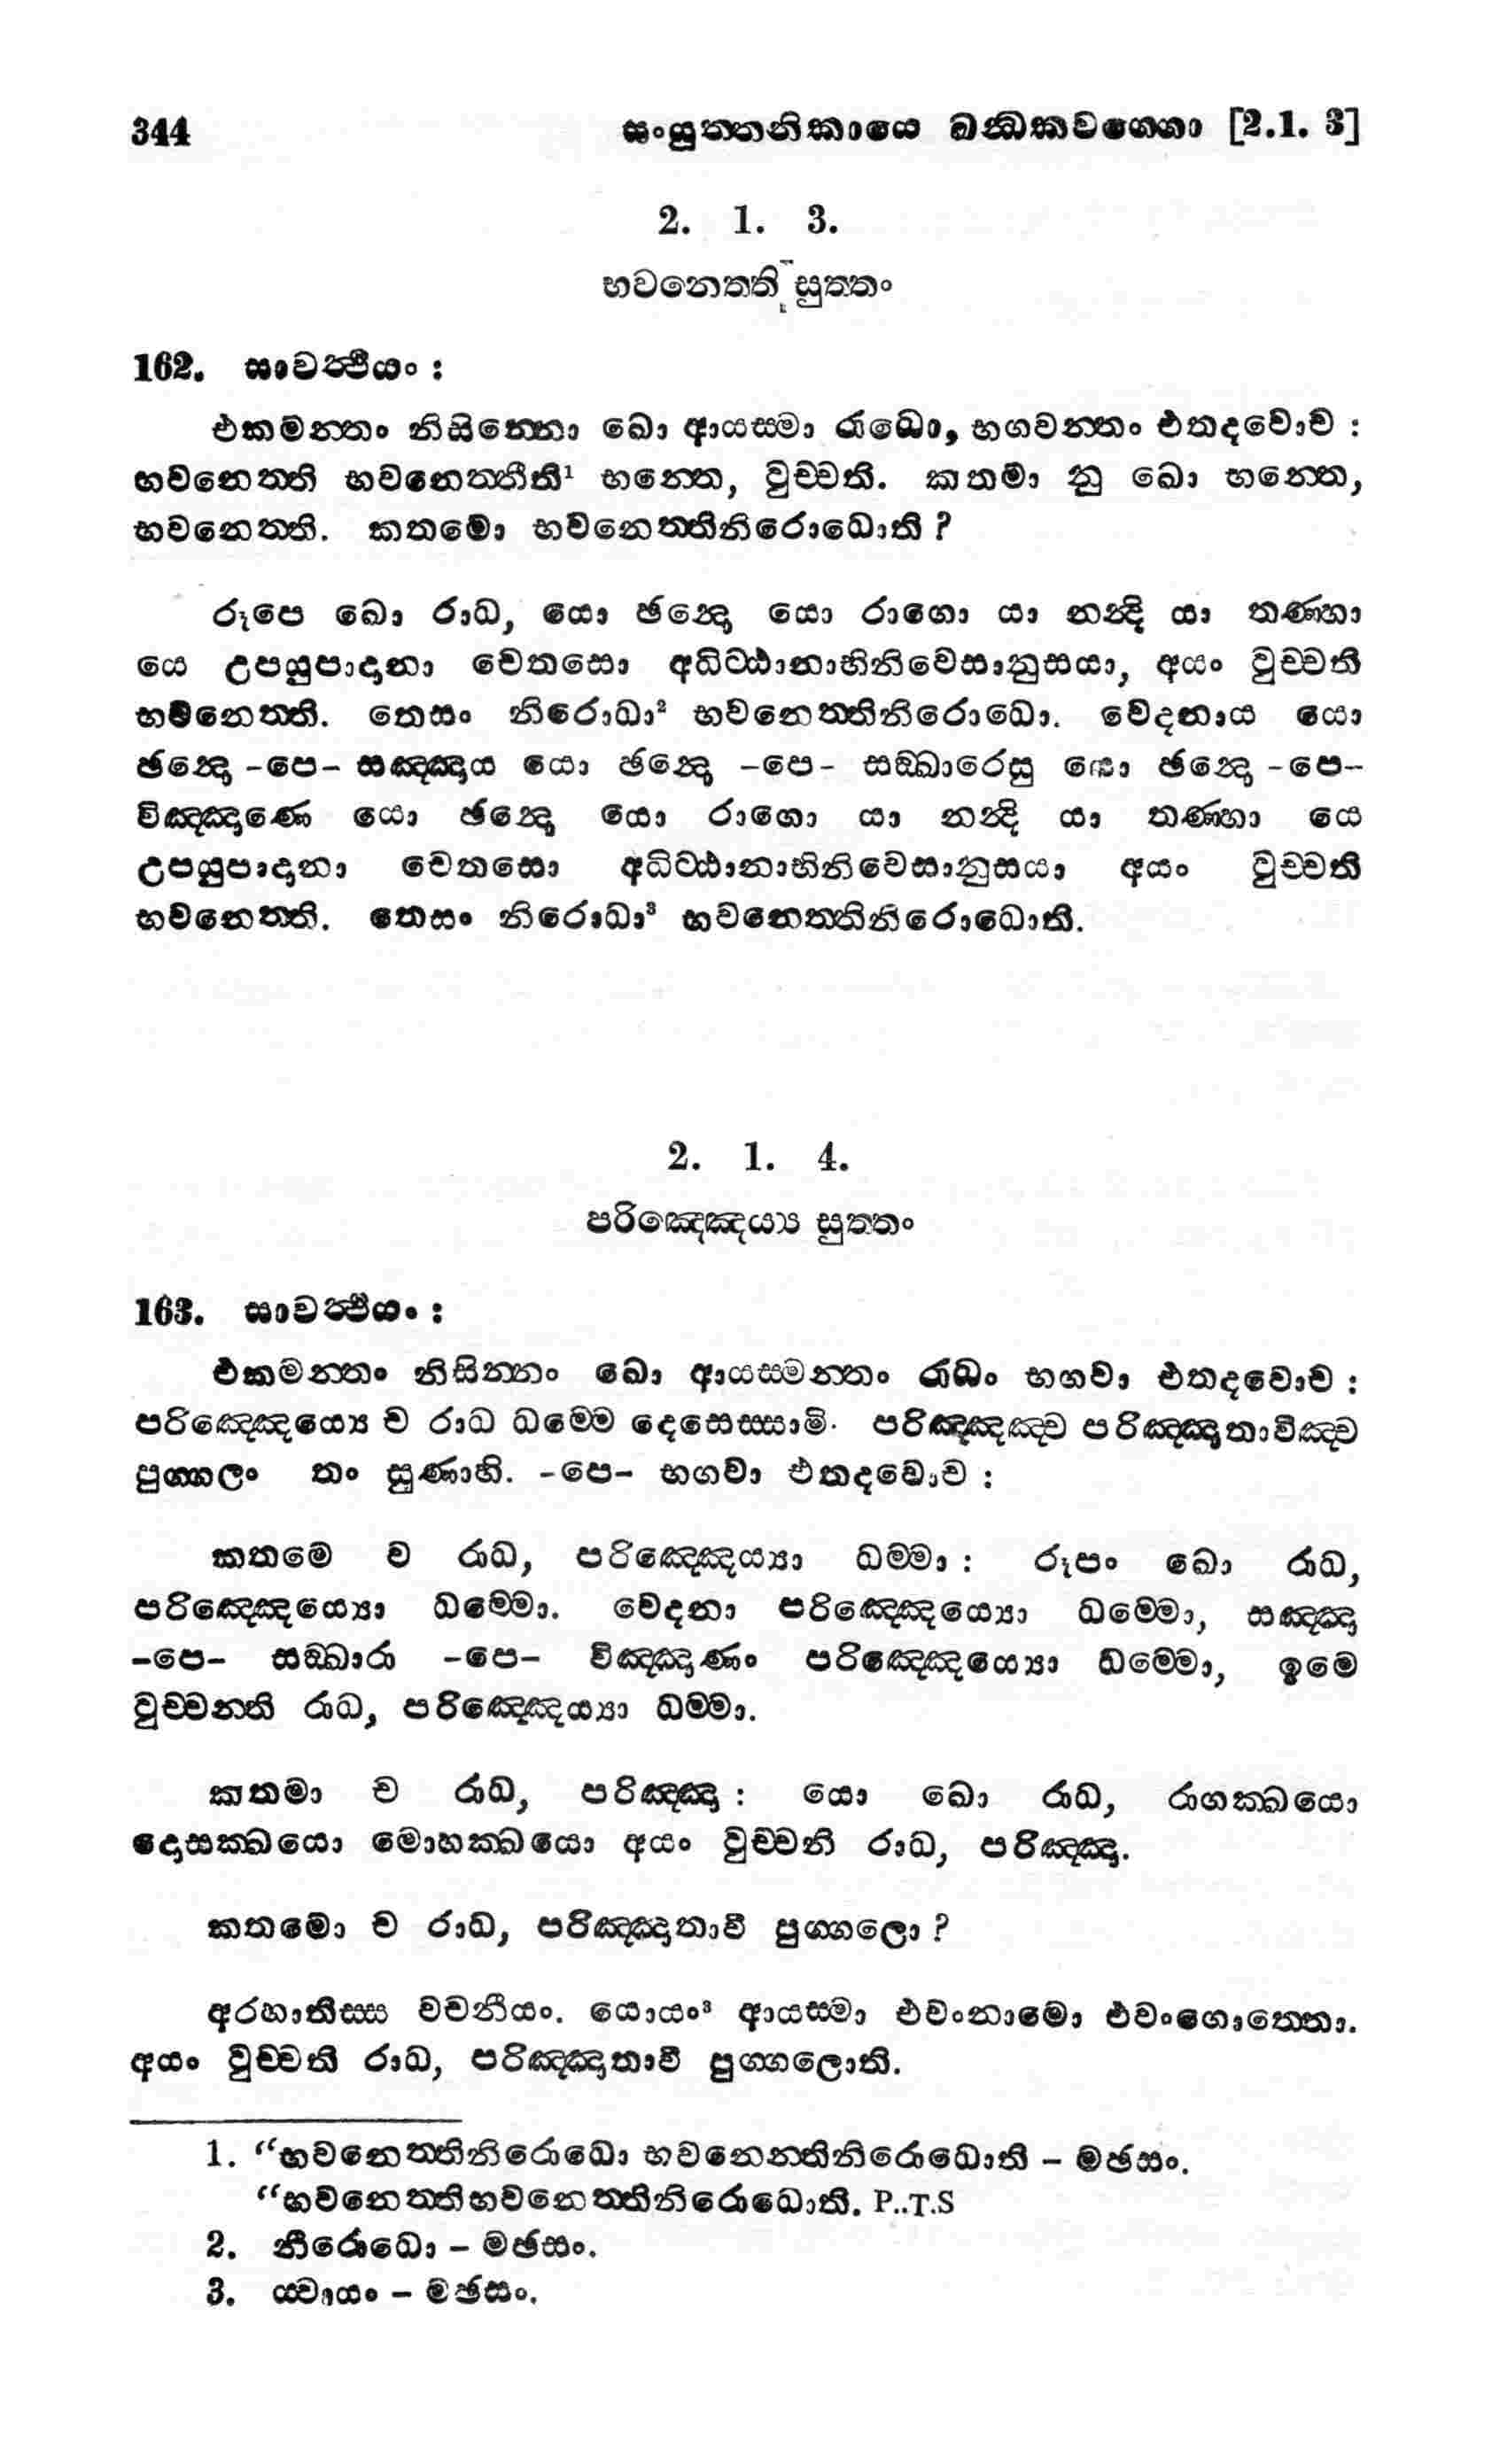 344 සංයුත්තනිකායෙ ඛන්ධකවග්ගො [2.1. 3]
2. 1. 3.
භවනෙත්ති සුත්තං
162. සාවත්ථියං :
එකමන්තං නිසින්නො ඛො ආයස්මා රාධො, භගවන්තං එතදවොච :
භවනෙත්ති භවනෙත්තීති¹ භන්තෙ, වුච්චති. කතමා නු ඛො භන්තෙ,
භවනෙත්ති. කතමො භවනෙත්තිනිරොධොති ?
රූපෙ ඛො රාධ, යො ඡන්දො යො රාගො යා නන්දි යා තණ්හා
යෙ උපයූපාදානා චෙතසො අධිට්ඨානාභිනිවෙසානුසයා, අයං වුච්චති
භවනෙත්ති. තෙසං නිරොධා² භවනෙත්තිනිරොධො. වෙදනාය යො
ඡන්දො -පෙ- සඤ්ඤාය යො ඡන්දො -පෙ- සඞ්ඛාරෙසු යො ඡන්දො -පෙ-
විඤ්ඤාණෙ යො ඡන්දො යො රාගො යා නන්දි යා තණ්හා යෙ
උපයූපාදානා චෙතසො අධිට්ඨානාභිනිවෙසානුසයා අයං වුච්චති
භවනෙත්ති. තෙසං නිරොධා³ භවනෙත්තිනිරොධොති.
2. 1. 4.
පරිඤ්ඤෙය්‍ය සුත්තං
163. සාවත්ථියං :
එකමන්තං නිසින්නං ඛො ආයස්මන්තං රාධං භගවා එතදවොච :
පරිඤ්ඤෙය්‍යෙ ච රාධ ධම්මෙ දෙසෙස්සාමි. පරිඤ්ඤඤ්ච පරිඤ්ඤාතාවිඤ්ච
පුග්ගලං තං සුණාහි. -පෙ- භගවා එතදවොච :
කතමෙ ච රාධ, පරිඤ්ඤෙය්‍යා ධම්මා : රූපං ඛො රාධ,
පරිඤ්ඤෙය්‍යො ධම්මො. වෙදනා පරිඤ්ඤෙය්‍යො ධම්මො, සඤ්ඤා
-පෙ- සඞ්ඛාරා -පෙ- විඤ්ඤාණං පරිඤ්ඤෙය්‍යො ධම්මො, ඉමෙ
වුච්චන්ති රාධ, පරිඤ්ඤෙය්‍යා ධම්මා.
කතමා ච රාධ, පරිඤ්ඤා : යො ඛො රාධ, රාගක්ඛයො
දොසක්ඛයො මොහක්ඛයො අයං වුච්චති රාධ, පරිඤ්ඤා.
කතමො ච රාධ, පරිඤ්ඤාතාවී පුග්ගලො ?
අරහාතිස්ස වචනීයං. යොයං³ ආයස්මා එවංනාමො එවංගොත්තො.
අයං වුච්චති රාධ, පරිඤ්ඤාතාවී පුග්ගලොති.
1. “භවනෙත්තිනිරොධො භවනෙත්තිනිරොධොති – මඡසං.
“භවනෙත්තිභවනෙත්තිනිරොධොති. P..T.S
2. නිරොධො – මඡසං.
3. ය්වායං – මඡසං.